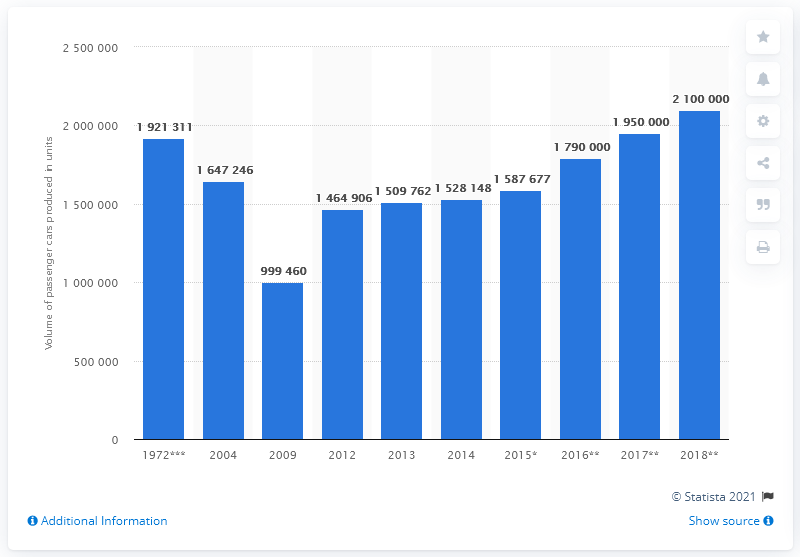 2 500 000
2 000 000
1 500 000
1 000 000
500 000
0
Volume of passenger cars produced in units
1 921 311
1 647 246
999 460
1 464 906
1 509 762
1 528 148
1 587 677
1 790 000
1 950 000
2 100 000
1972*** 2004 2009 2012 2013 2014 2015* 2016** 2017** 2018**
© Statista 2021
Additional Information
Show source